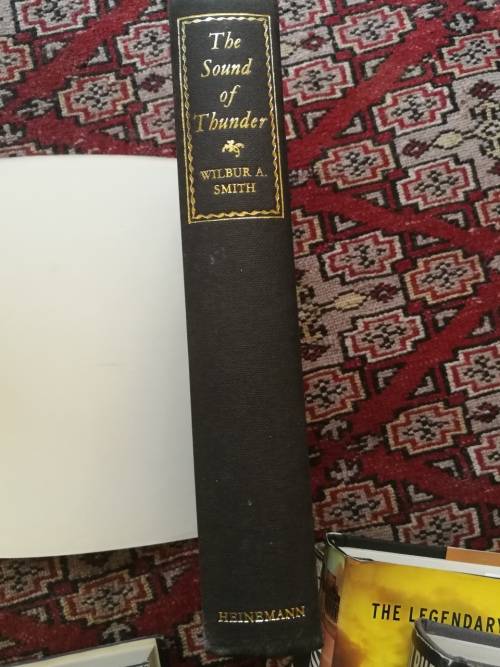 The
Sound
of
Thunder
WILBUR A.
SMITH
HEINEMANN
THE LEGENDARY